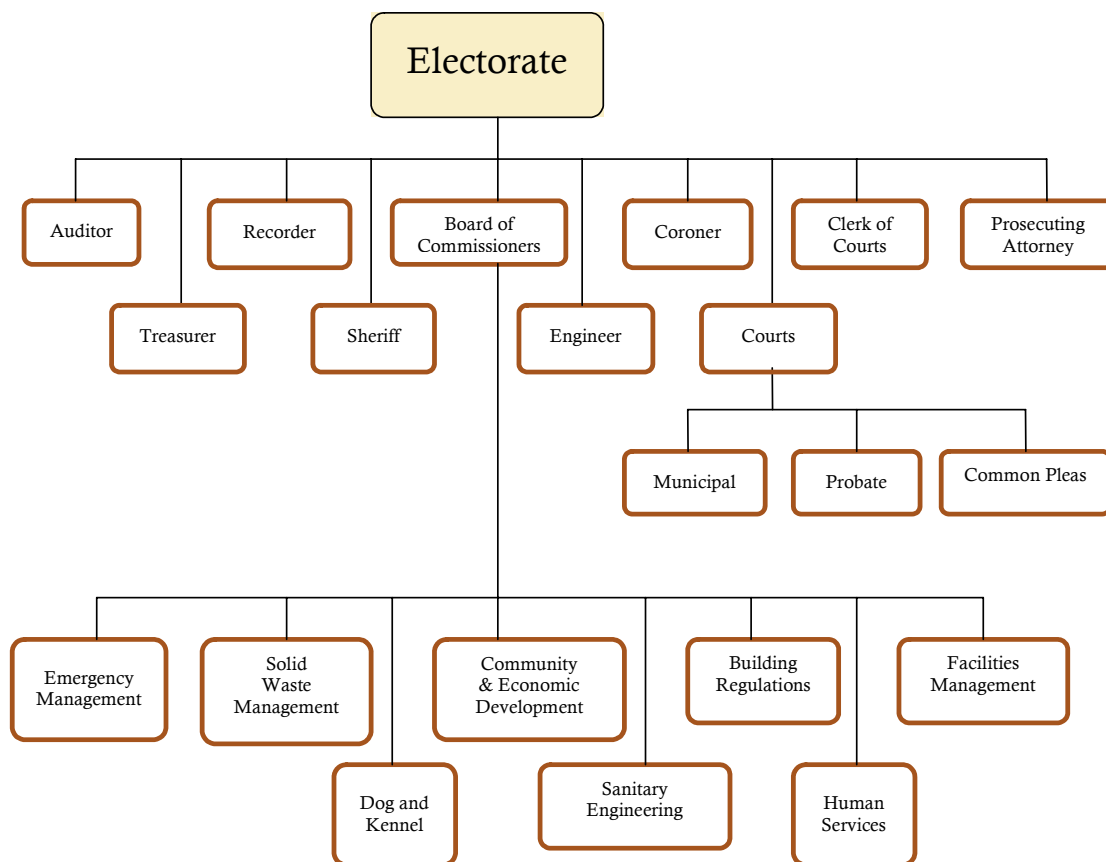 Electorate
Auditor
Recorder
Board of
Commissioners
Coroner
Clerk of
Courts
Prosecuting
Attorney
Treasurer
Sheriff
Engineer
Courts
Municipal
Probate
Common Pleas
Emergency
Management
Solid
Waste
Management
Community
& Economic
Development
Building
Regulations
Facilities
Management
Dog and
Kennel
Sanitary
Engineering
Human
Services